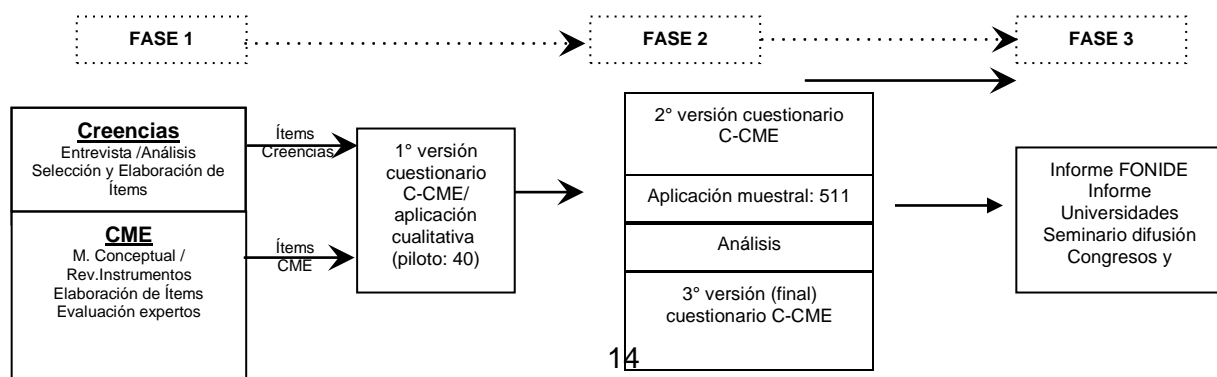 FASE 1
FASE 2
FASE 3
Creencias
Entrevista /Análisis
Selección y Elaboración de
Ítems
CME
M. Conceptual /
Rev.Instrumentos
Elaboración de Ítems
Evaluación expertos
Ítems
Creencias
Ítems
CME
1° versión
cuestionario
C-CME/
aplicación
cualitativa
(piloto: 40)
2° versión cuestionario
C-CME
Aplicación muestral: 511
Análisis
3° versión (final)
cuestionario C-CME
Informe FONIDE
Informe
Universidades
Seminario difusión
Congresos y
14